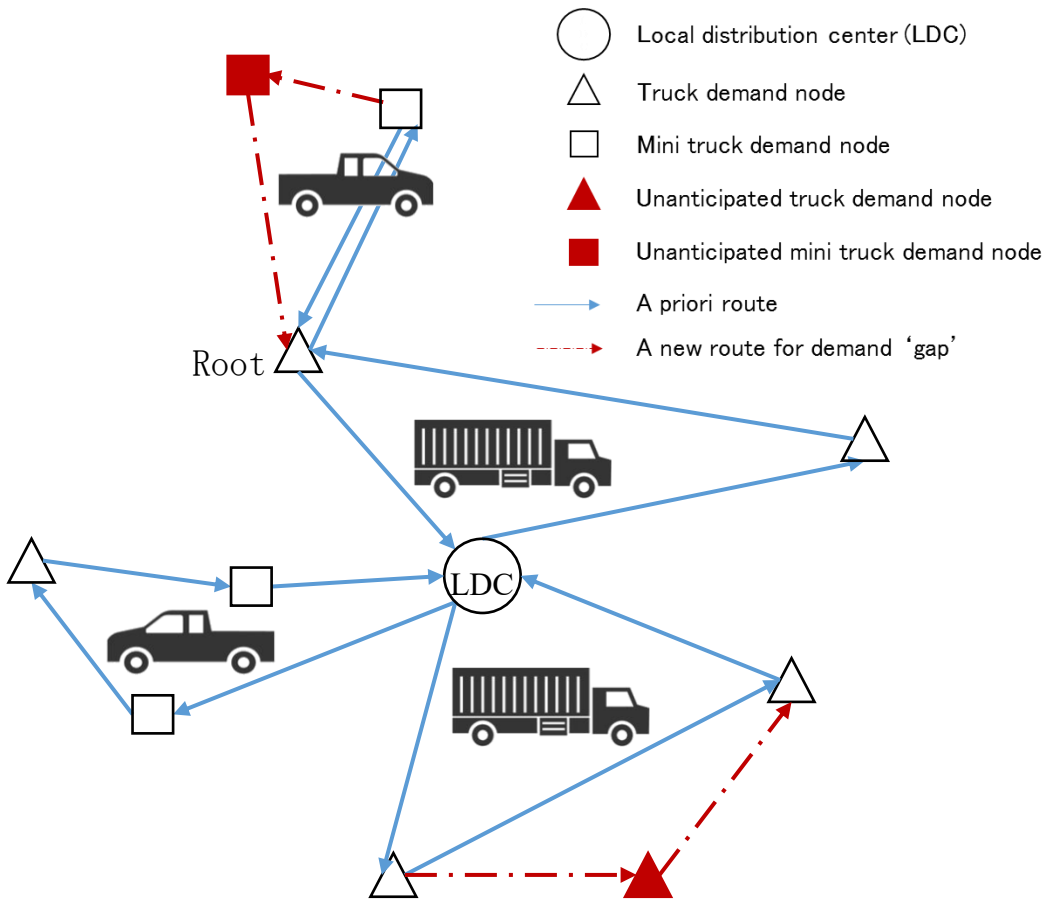 Local distribution center (LDC)
Truck demand node
Mini truck demand node
Unanticipated truck demand node
Unanticipated mini truck demand node
A priori route
A new route for demand ‘gap’
Root
LDC